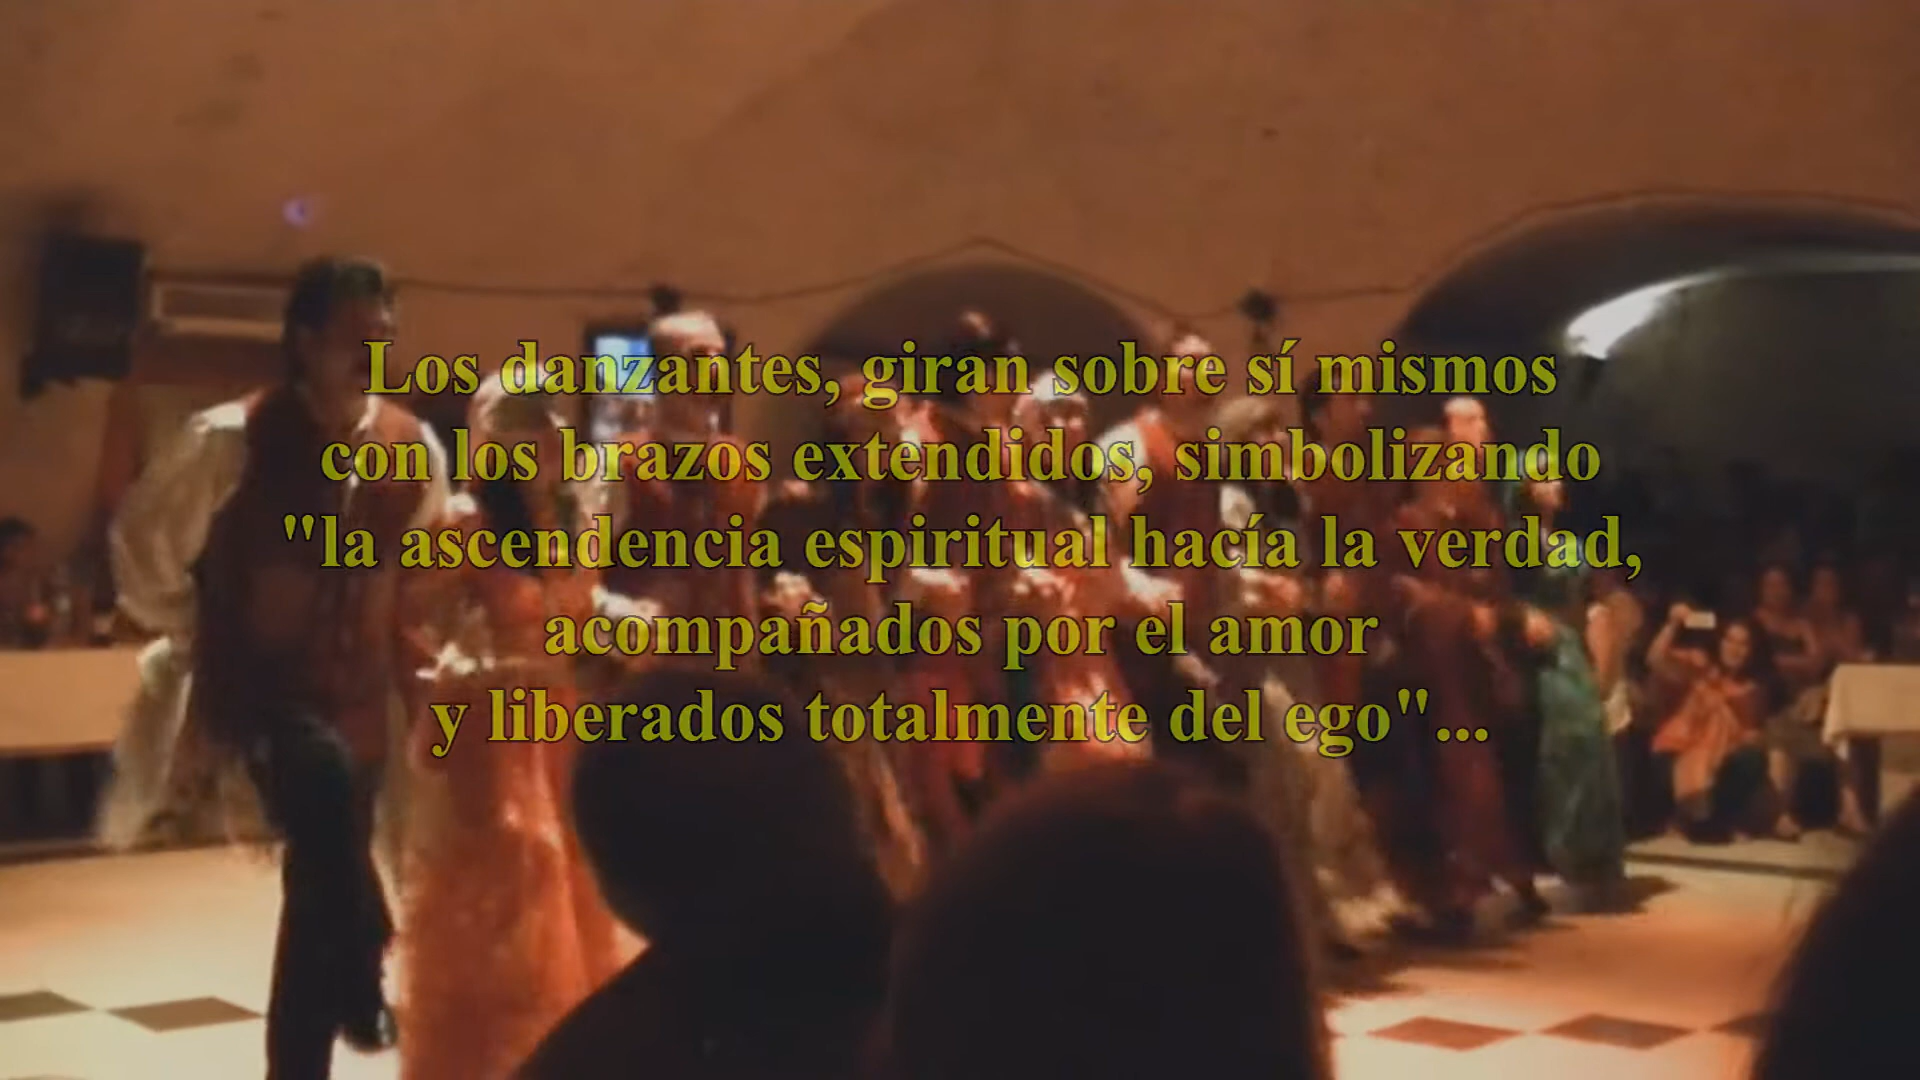 Los danzantes, giran sobre sí mismos
con los brazos extendidos, simbolizando
"la ascendencia espiritual hacía la verdad,
acompañados por el amor
y liberados totalmente del ego"...